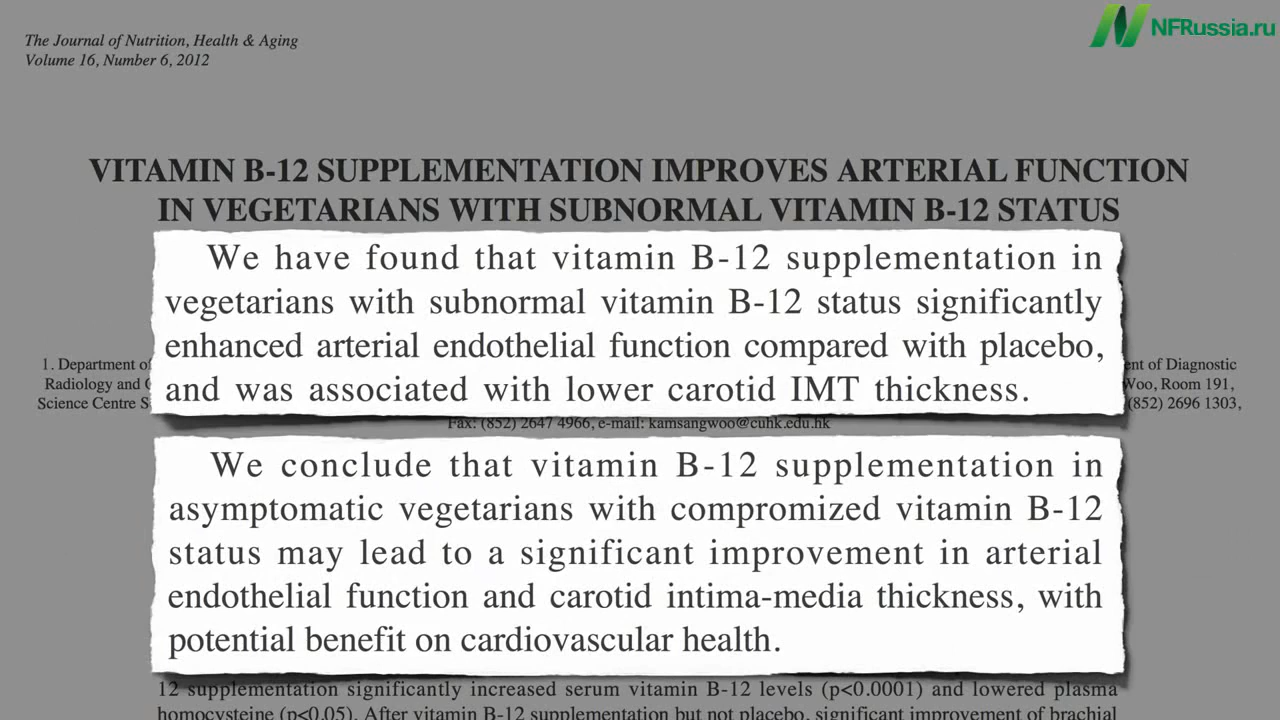 The Journal of Nutrition, Health & Aging
Volume 16, Number 6, 2012
NFRussia.ru
VITAMIN B-12 SUPPLEMENTATION IMPROVES ARTERIAL FUNCTION
IN VEGETARIANS WITH SUBNORMAL VITAMIN B-12 STATUS
We have found that vitamin B-12 supplementation in
vegetarians with subnormal vitamin B-12 status significantly
enhanced arterial endothelial function compared with placebo,
and was associated with lower carotid IMT thickness.
1. Department of
ent of Diagnostic
Radiology and
Woo, Room 191,
Science Centre
(852) 2696 1303,
Fax: (852) 2647 4966, e-mail: kamsangwoo@cuhk.edu.hk
We conclude that vitamin B-12 supplementation in
asymptomatic vegetarians with compromized vitamin B-12
status may lead to a significant improvement in arterial
endothelial function and carotid intima-media thickness, with
potential benefit on cardiovascular health.
12 supplementation significantly increased serum vitamin B-12 levels (p<0.0001) and lowered plasma
homocysteine (p<0.05). After vitamin B-12 supplementation but not placebo, significant improvement of brachial